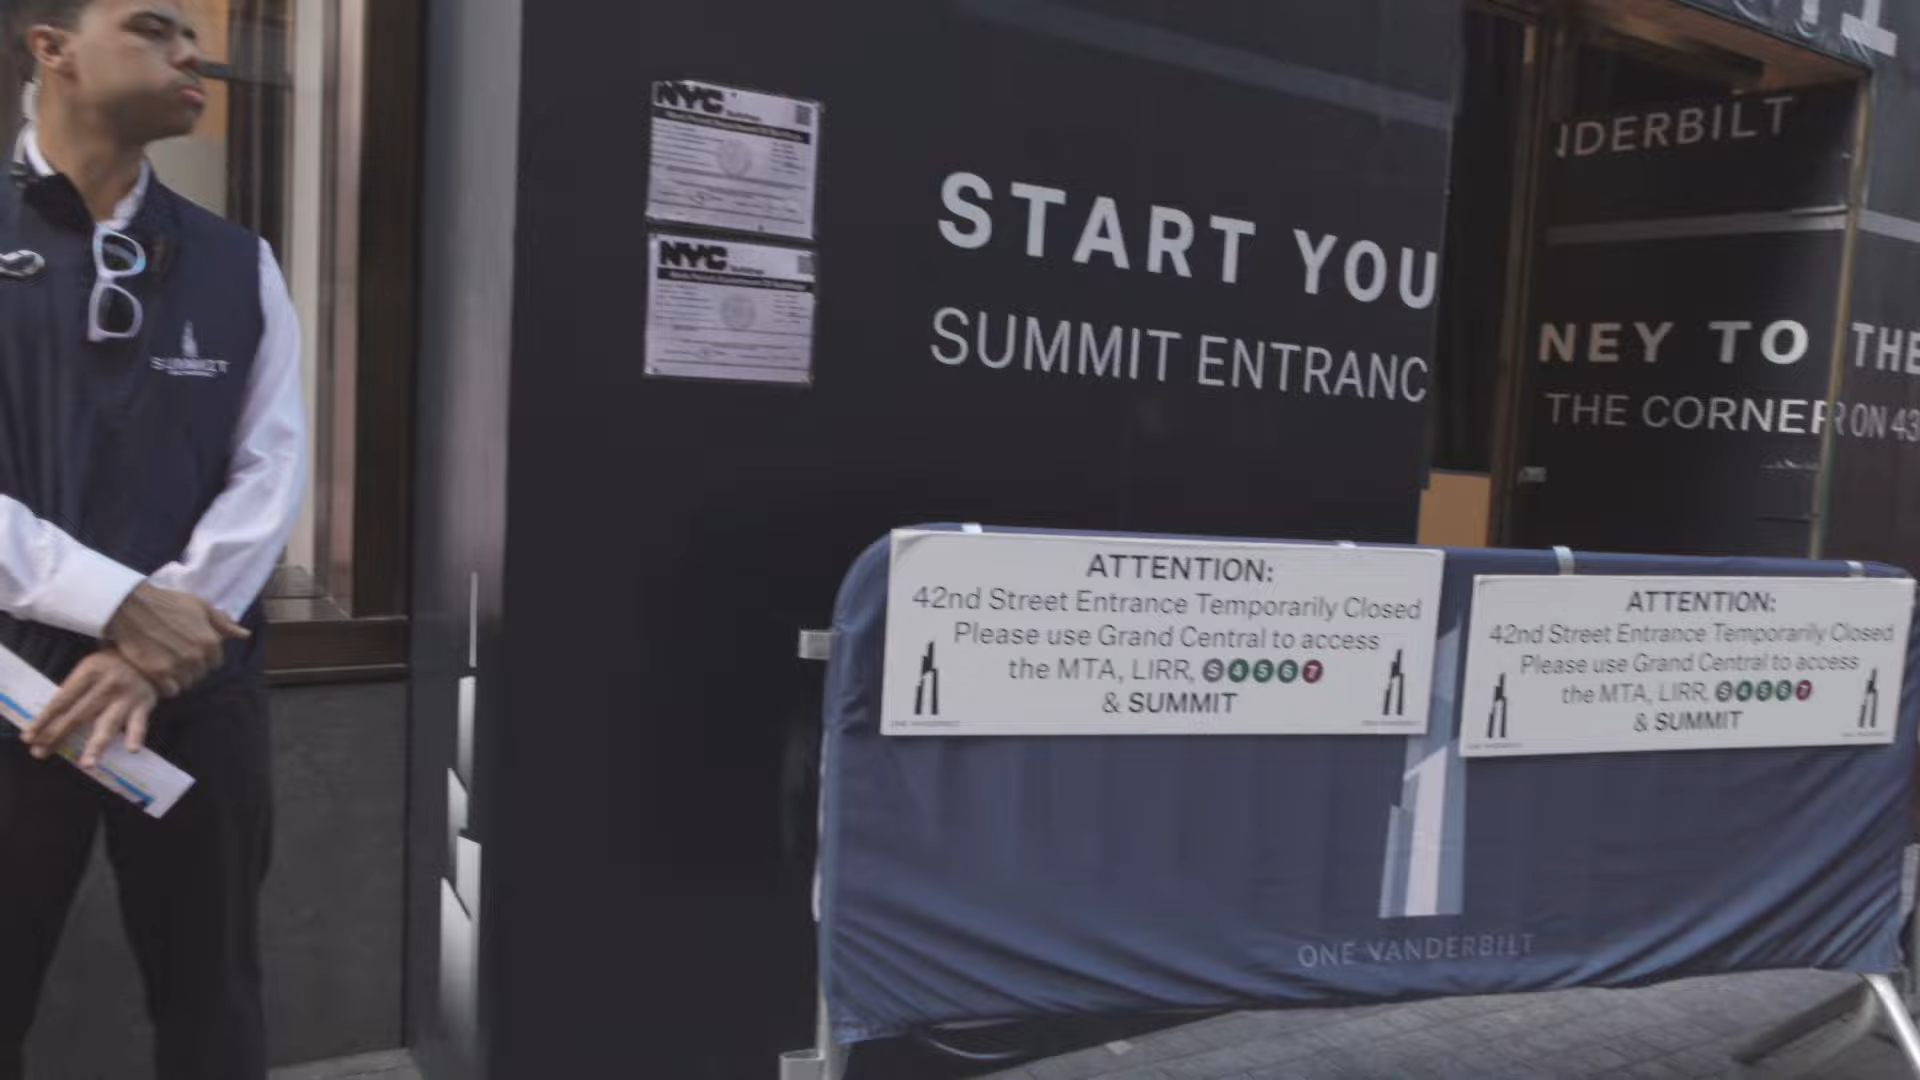 NYC
NYC
SUMMIT
START YOU
SUMMIT ENTRANC
NDERBILT
NEY TO THE
THE CORNER ON 43
ATTENTION:
42nd Street Entrance Temporarily Closed
Please use Grand Central to access
the MTA, LIRR, S 4 5 6 7
& SUMMIT
ATTENTION:
42nd Street Entrance Temporarily Closed
Please use Grand Central to access
the MTA, LIRR, S 4 5 6 7
& SUMMIT
ONE VANDERBILT